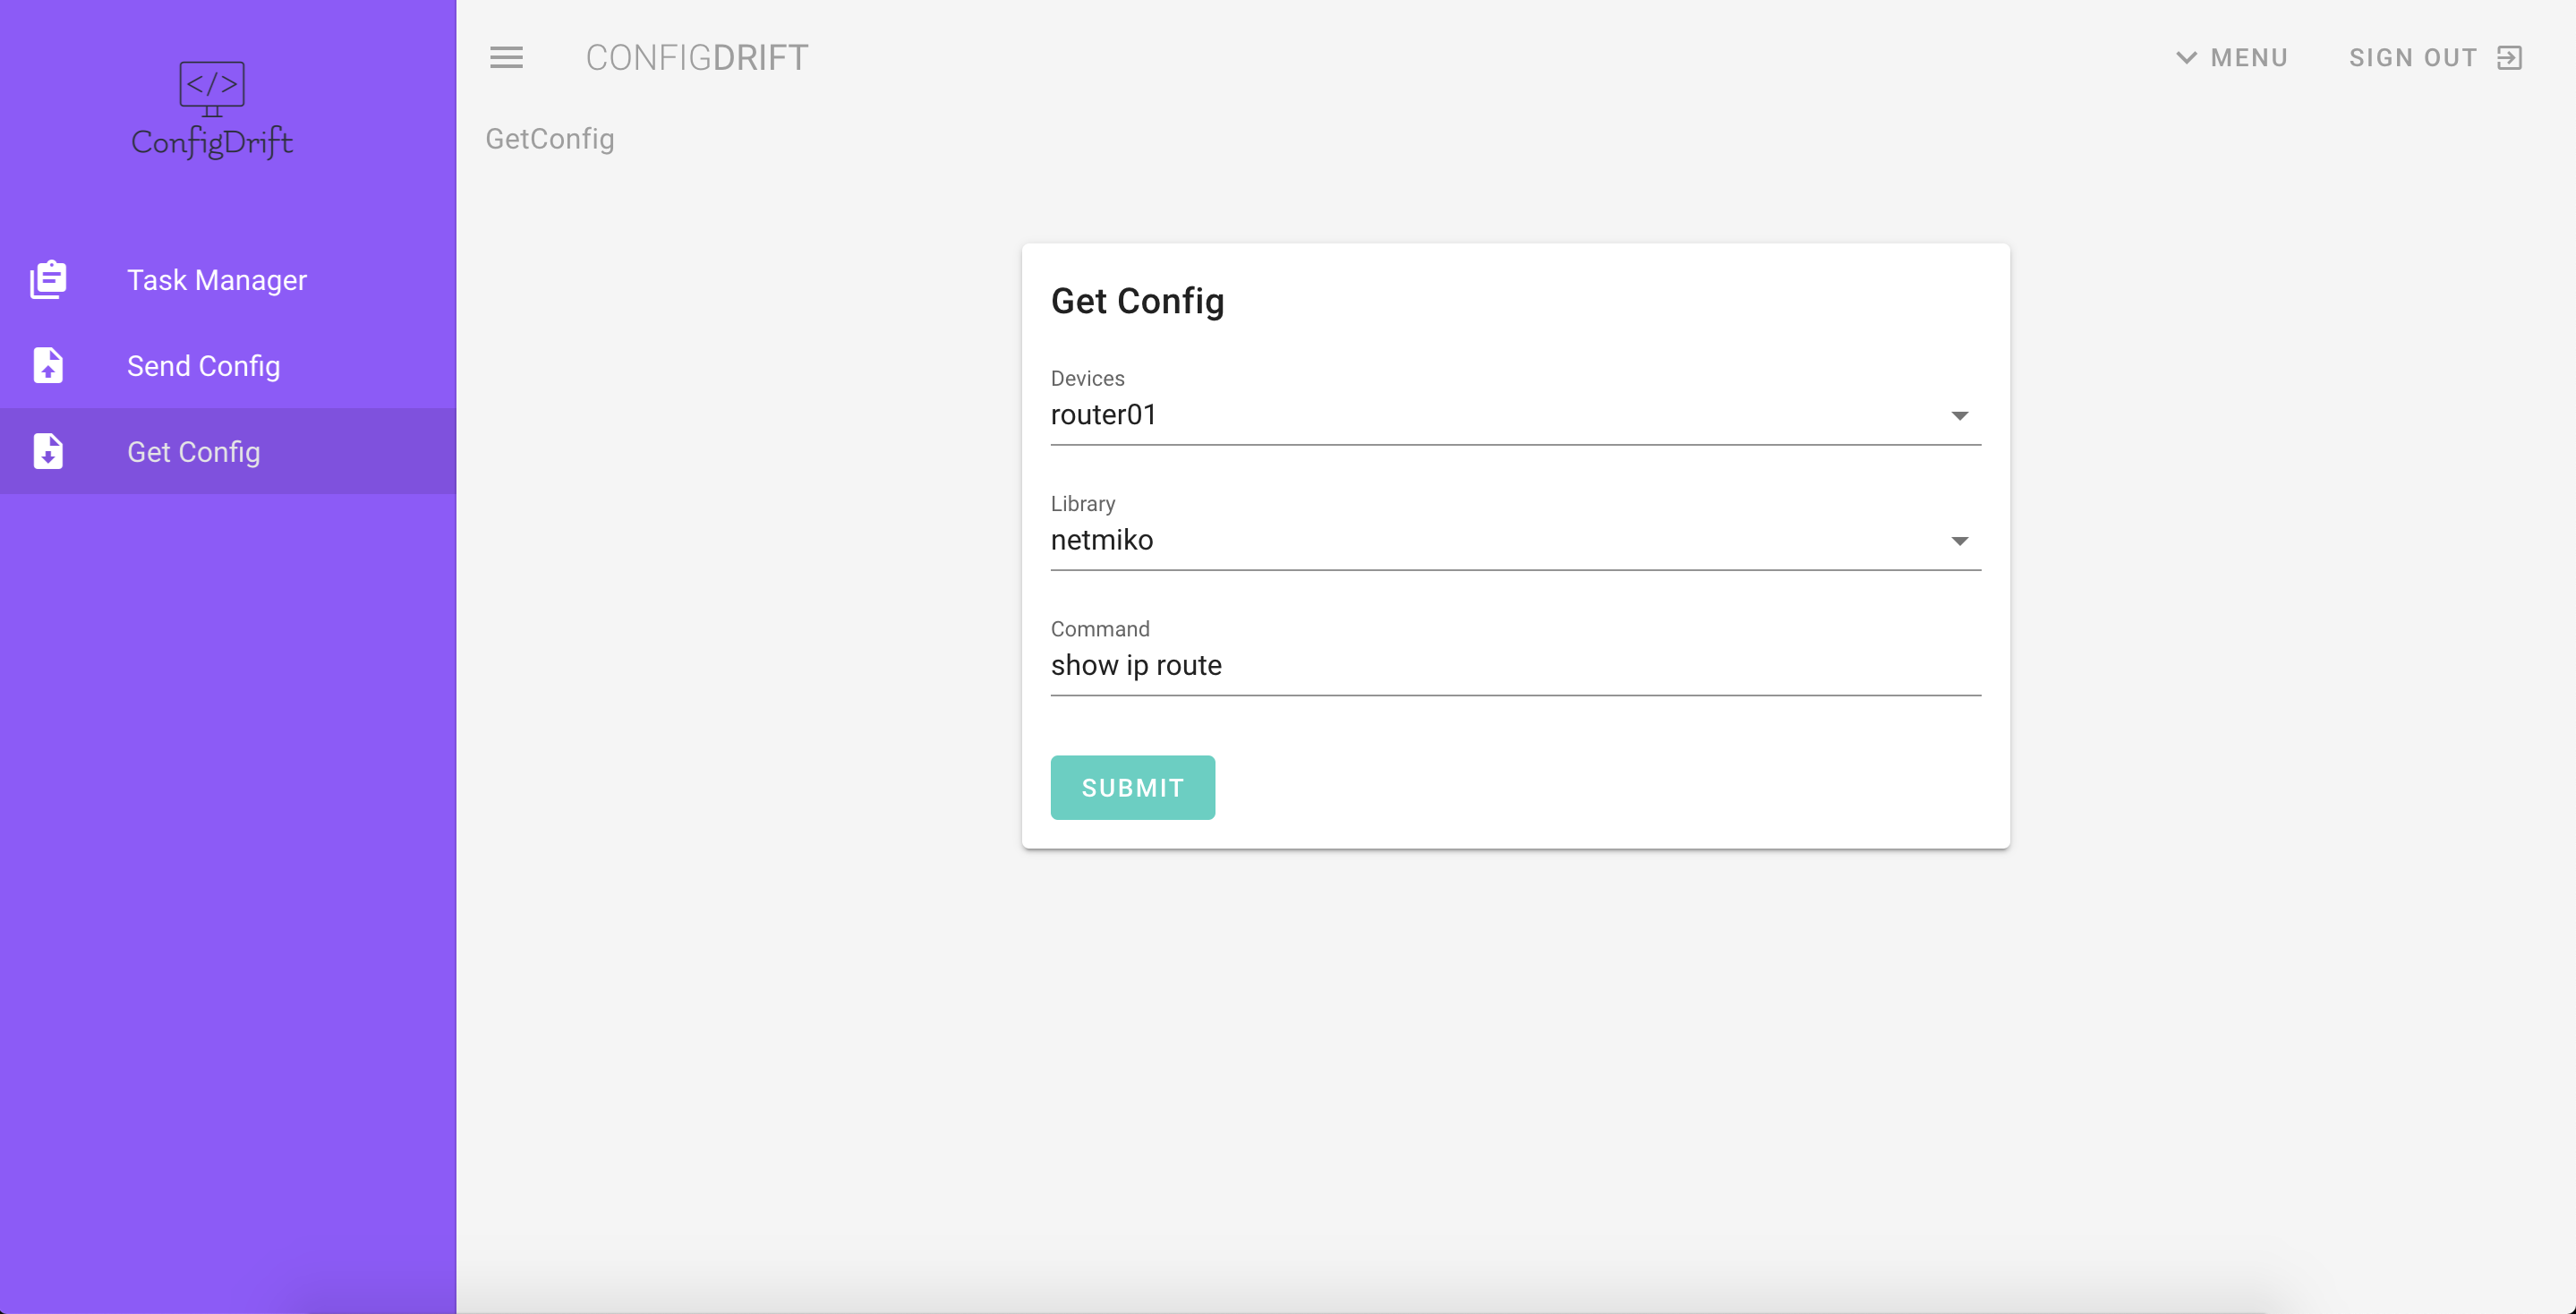 </>
ConfigDrift
Task Manager
Send Config
Get Config
CONFIGDRIFT
MENU
SIGN OUT
GetConfig
Get Config
Devices
router01
Library
netmiko
Command
show ip route
SUBMIT